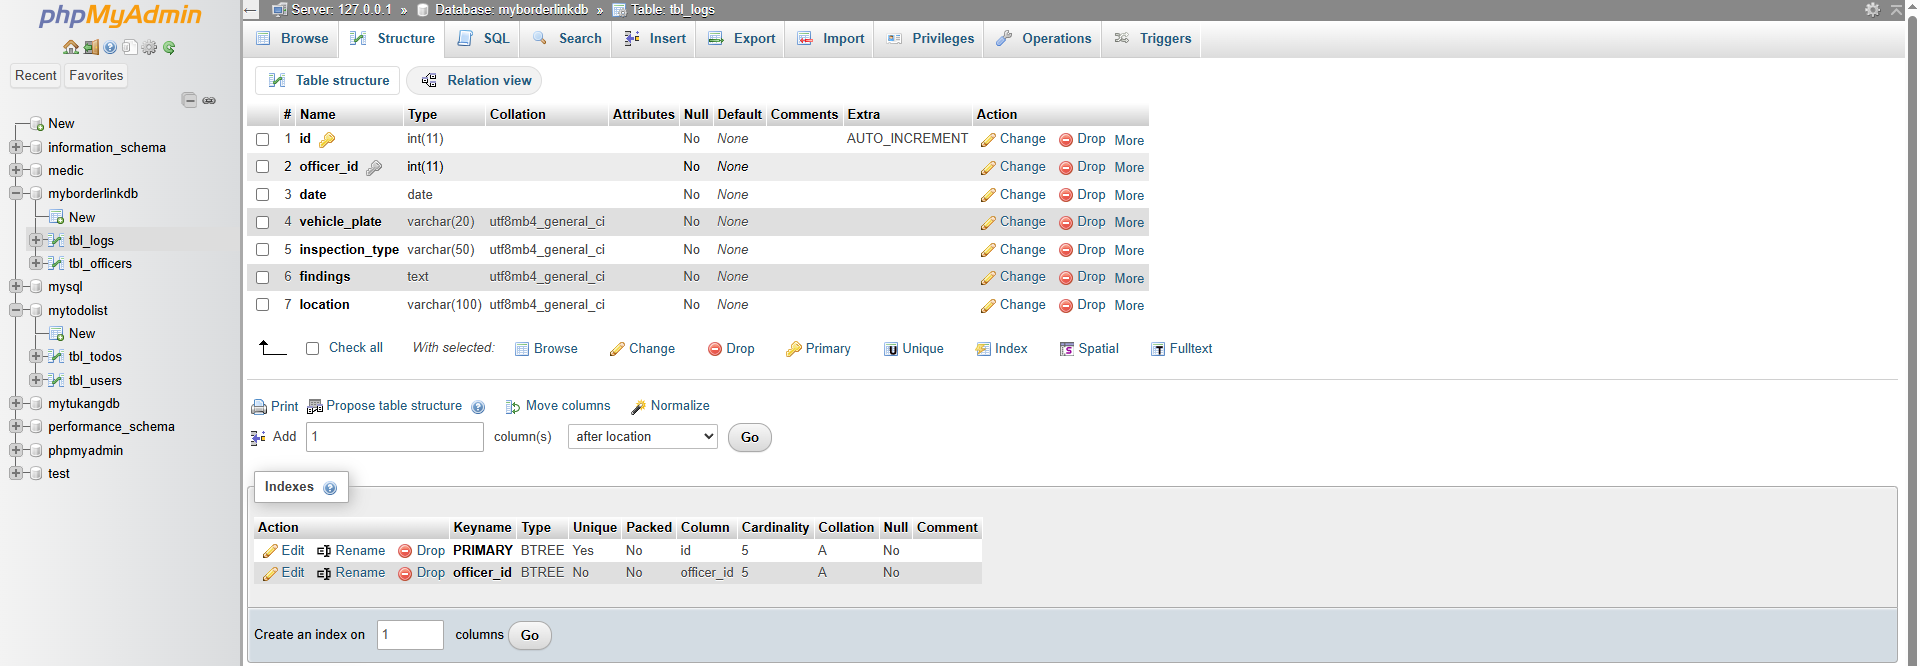 phpMyAdmin
Recent Favorites
New
information_schema
medic
myborderlinkdb
New
tbl_logs
tbl_officers
mysql
mytodolist
New
tbl_todos
tbl_users
mytukangdb
performance_schema
phpmyadmin
test
Server: 127.0.0.1 » Database: myborderlinkdb » Table: tbl_logs
Browse Structure SQL Search Insert Export Import Privileges Operations Triggers
Table structure Relation view
# Name Type Collation Attributes Null Default Comments Extra Action
1 id int(11) No None AUTO_INCREMENT Change Drop More
2 officer_id int(11) No None Change Drop More
3 date date No None Change Drop More
4 vehicle_plate varchar(20) utf8mb4_general_ci No None Change Drop More
5 inspection_type varchar(50) utf8mb4_general_ci No None Change Drop More
6 findings text utf8mb4_general_ci No None Change Drop More
7 location varchar(100) utf8mb4_general_ci No None Change Drop More
Check all With selected: Browse Change Drop Primary Unique Index Spatial Fulltext
Print Propose table structure Move columns Normalize
Add 1 column(s) after location Go
Indexes
Action Keyname Type Unique Packed Column Cardinality Collation Null Comment
Edit Rename Drop PRIMARY BTREE Yes No id 5 A No
Edit Rename Drop officer_id BTREE No No officer_id 5 A No
Create an index on 1 columns Go